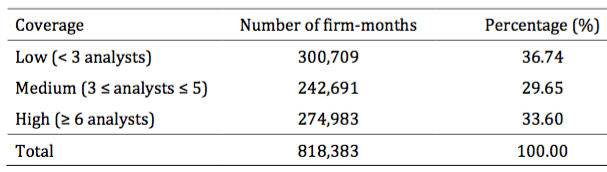 Coverage Number of firm-months Percentage (%)
Low (< 3 analysts) 300,709 36.74
Medium (3 ≤ analysts ≤ 5) 242,691 29.65
High (≥ 6 analysts) 274,983 33.60
Total 818,383 100.00